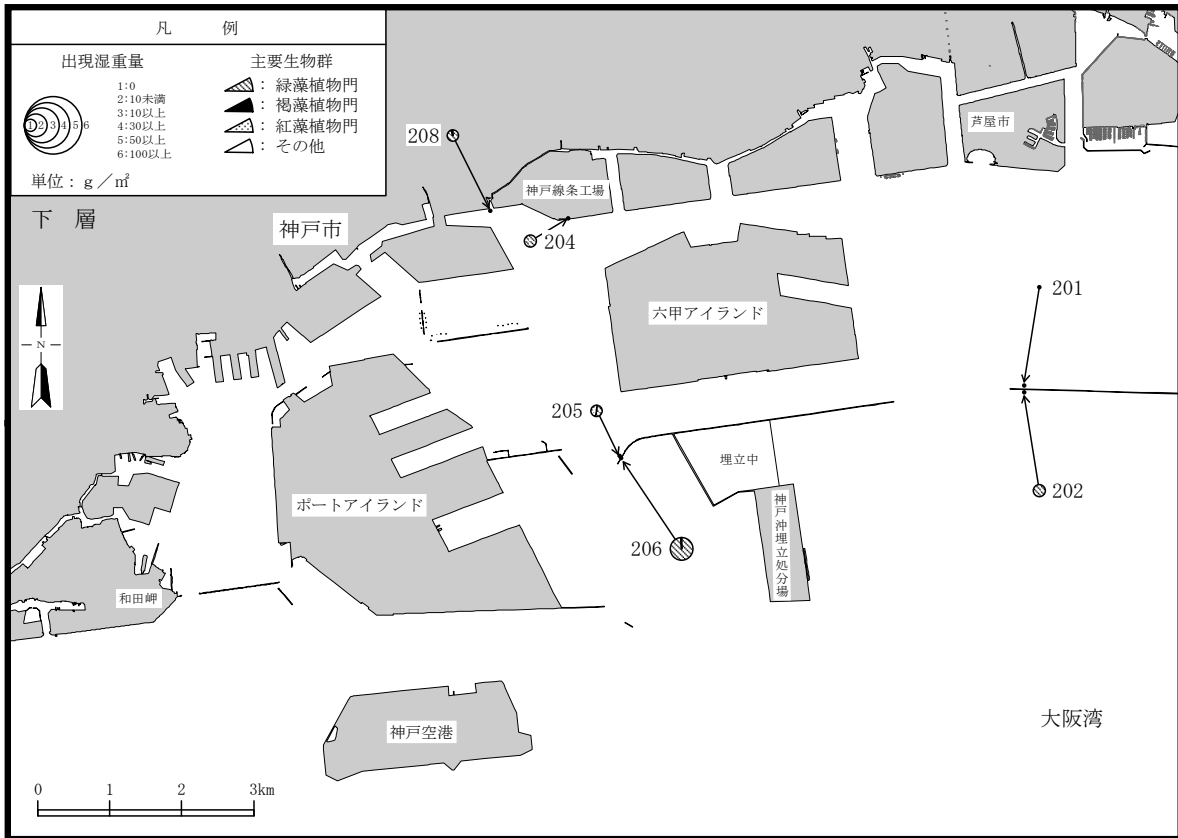 凡 例
出現湿重量
1:0
2:10未満
3:10以上
4:30以上
5:50以上
6:100以上
1 2 3 4 5 6
単位：g／㎡
主要生物群
：緑藻植物門
：褐藻植物門
：紅藻植物門
：その他
下 層
神戸市
208
神戸線条工場
204
芦屋市
N
六甲アイランド
201
205
埋立中
202
ポートアイランド
206
神戸沖埋立処分場
和田岬
神戸空港
大阪湾
0 1 2 3km